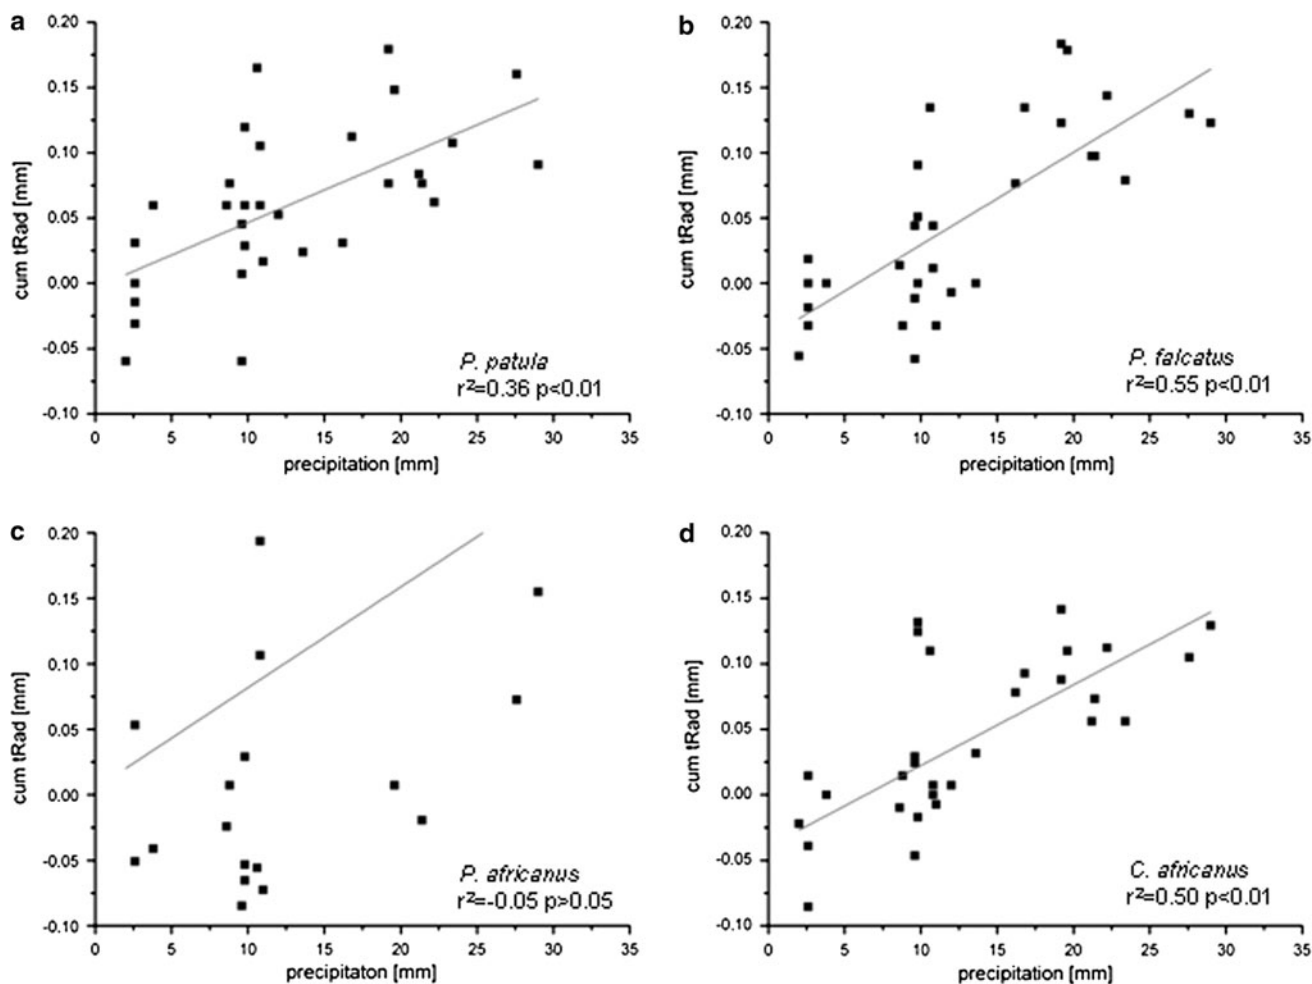 a
0.20
0.15
0.10
0.05
0.00
-0.05
-0.10
cum tRad [mm]
P. patula
r²=0.36 p<0.01
0 5 10 15 20 25 30 35
precipitation [mm]
b
0.20
0.15
0.10
0.05
0.00
-0.05
-0.10
cum tRad [mm]
P. falcatus
r²=0.55 p<0.01
0 5 10 15 20 25 30 35
precipitation [mm]
c
0.20
0.15
0.10
0.05
0.00
-0.05
-0.10
cum tRad [mm]
P. africanus
r²=-0.05 p>0.05
0 5 10 15 20 25 30 35
precipitaton [mm]
d
0.20
0.15
0.10
0.05
0.00
-0.05
-0.10
cum tRad [mm]
C. africanus
r²=0.50 p<0.01
0 5 10 15 20 25 30 35
precipitation [mm]